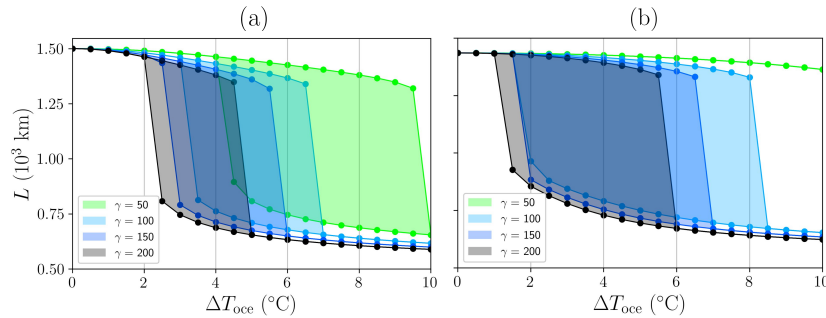 (a)
(b)
1.50
1.25
1.00
0.75
0.50
L (10³ km)
γ = 50
γ = 100
γ = 150
γ = 200
0 2 4 6 8 10
ΔT_oce (°C)
γ = 50
γ = 100
γ = 150
γ = 200
0 2 4 6 8 10
ΔT_oce (°C)